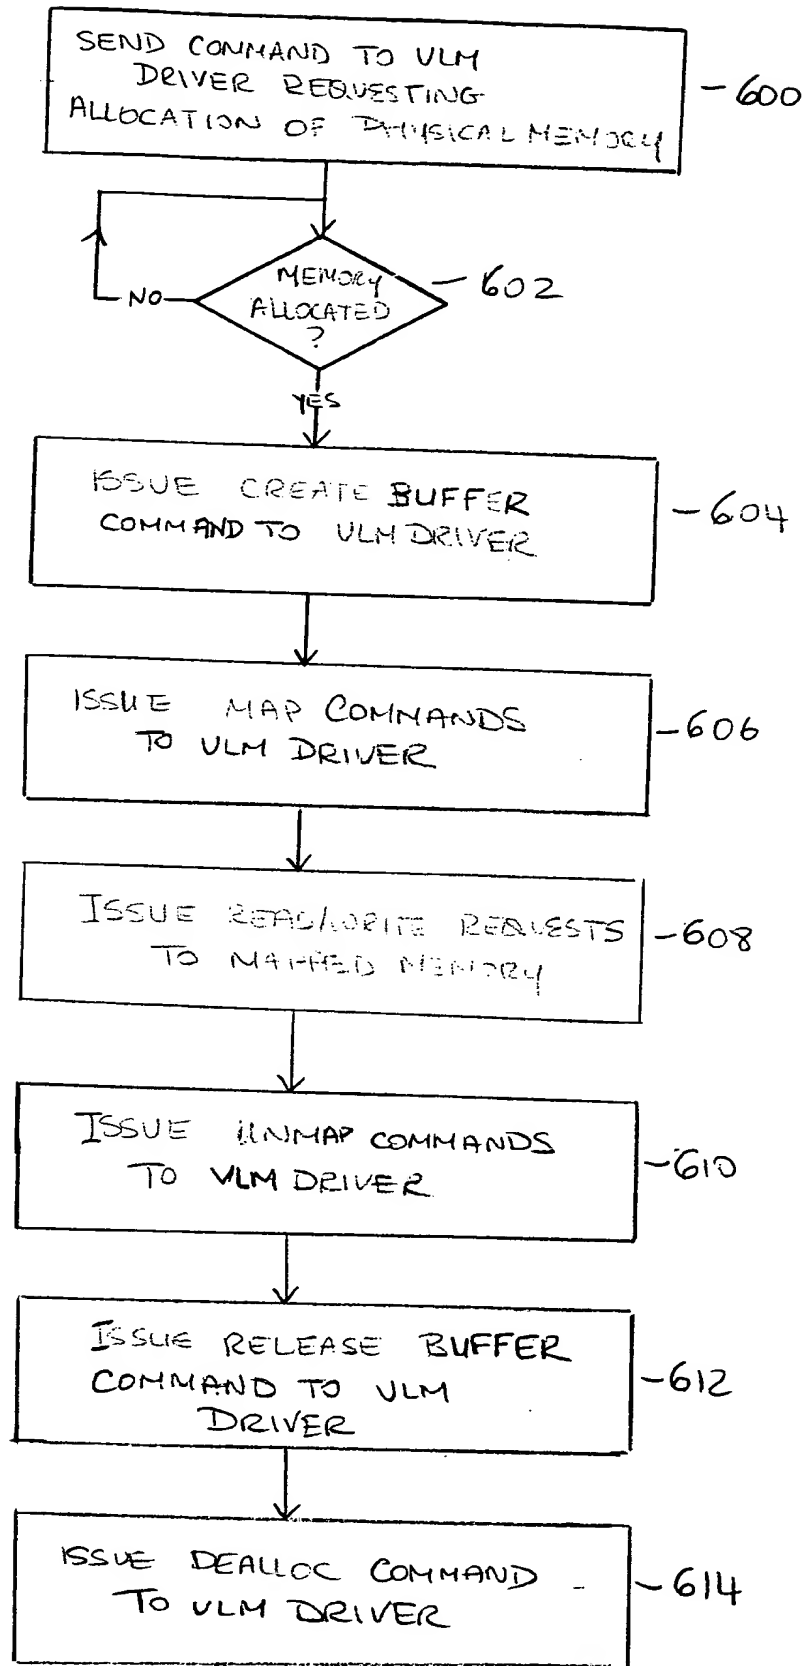 SEND COMMAND TO VLM
DRIVER REQUESTING
ALLOCATION OF PHYSICAL MEMORY
-600
MEMORY
ALLOCATED
?
-602
NO
YES
ISSUE CREATE BUFFER
COMMAND TO VLM DRIVER
-604
ISSUE MAP COMMANDS
TO VLM DRIVER
-606
ISSUE READ/WRITE REQUESTS
TO MAPPED MEMORY
-608
ISSUE UNMAP COMMANDS
TO VLM DRIVER
-610
ISSUE RELEASE BUFFER
COMMAND TO VLM
DRIVER
-612
ISSUE DEALLOC COMMAND
TO VLM DRIVER
-614